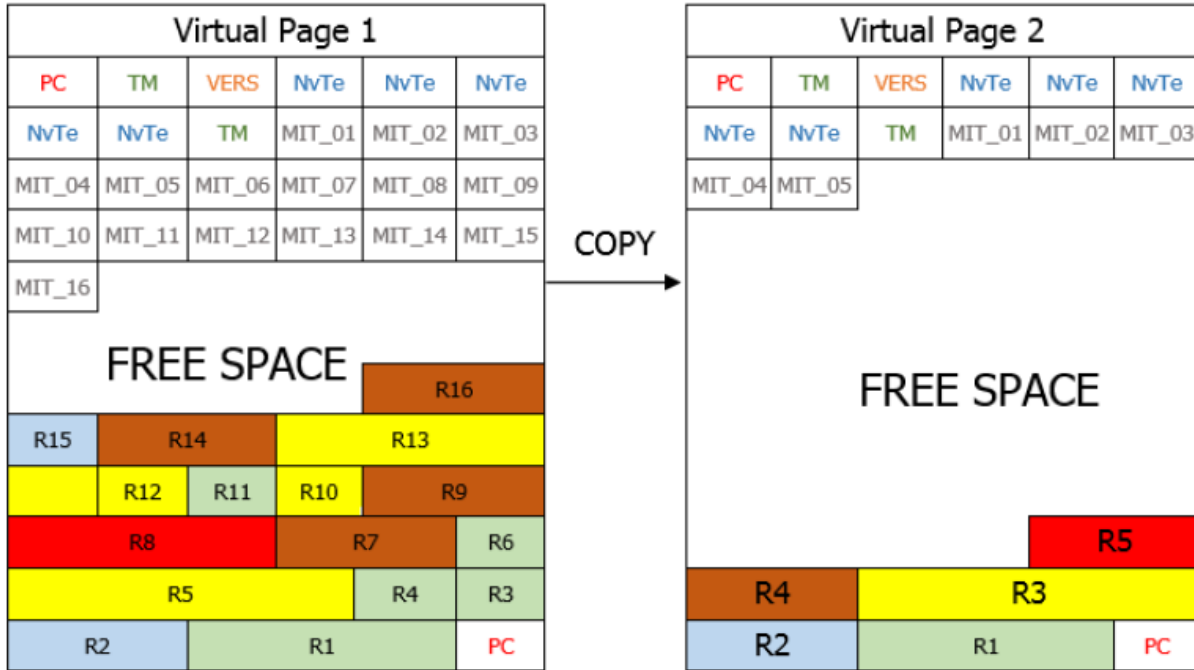 Virtual Page 1
PC TM VERS NvTe NvTe NvTe
NvTe NvTe TM MIT_01 MIT_02 MIT_03
MIT_04 MIT_05 MIT_06 MIT_07 MIT_08 MIT_09
MIT_10 MIT_11 MIT_12 MIT_13 MIT_14 MIT_15
MIT_16
FREE SPACE
R16
R15 R14 R13
R12 R11 R10 R9
R8 R7 R6
R5 R4 R3
R2 R1 PC
COPY
Virtual Page 2
PC TM VERS NvTe NvTe NvTe
NvTe NvTe TM MIT_01 MIT_02 MIT_03
MIT_04 MIT_05
FREE SPACE
R5
R4 R3
R2 R1 PC